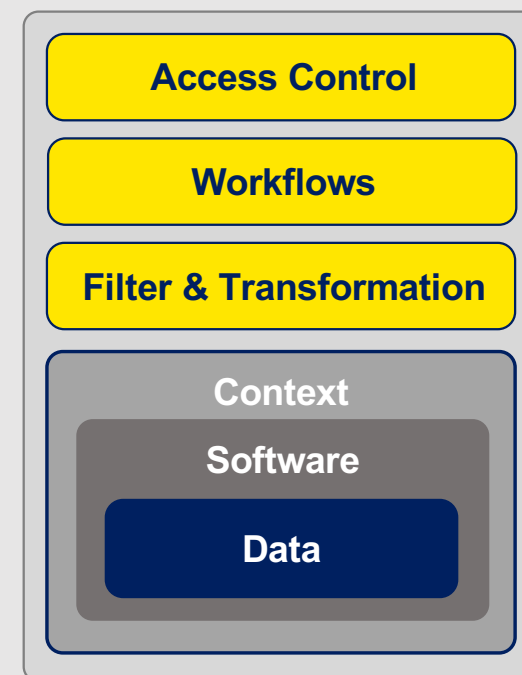 Access Control
Workflows
Filter & Transformation
Context
Software
Data